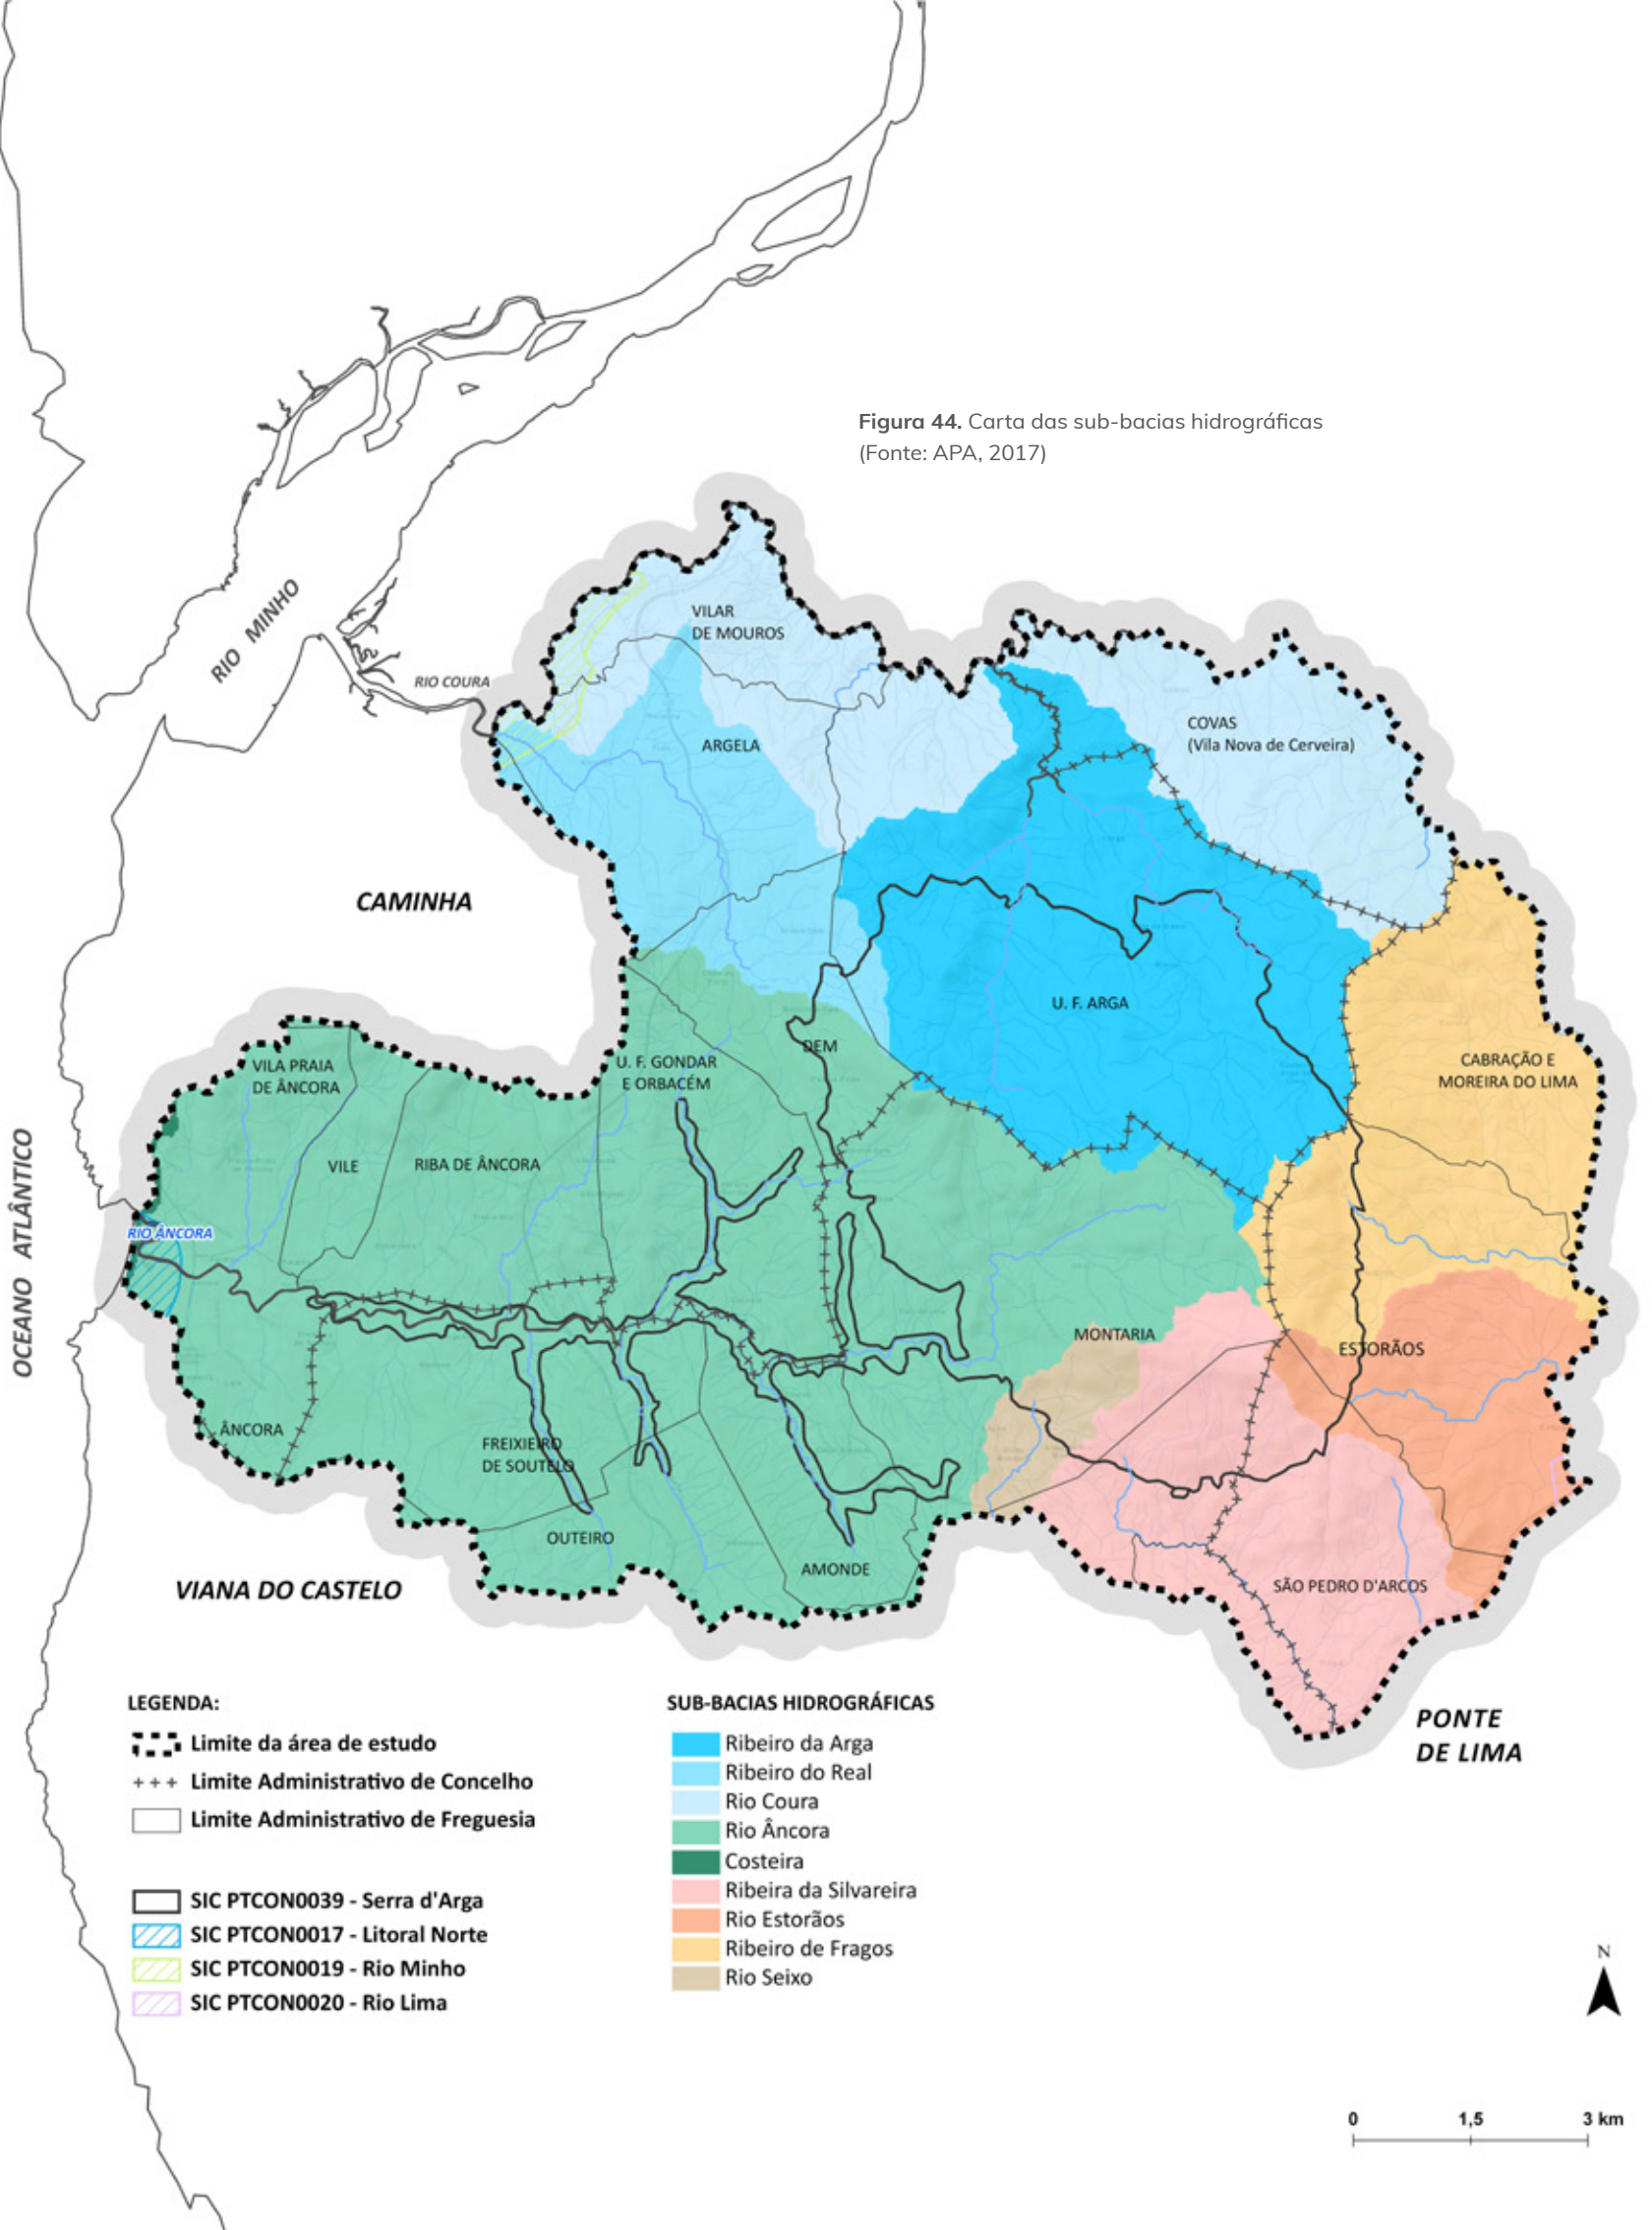 Figura 44. Carta das sub-bacias hidrográficas
(Fonte: APA, 2017)
RIO MINHO
RIO COURA
VILAR
DE MOUROS
ARGELA
COVAS
(Vila Nova de Cerveira)
CAMINHA
U. F. ARGA
DEM
U. F. GONDAR
E ORBACÉM
CABRAÇÃO E
MOREIRA DO LIMA
VILA PRAIA
DE ÂNCORA
VILE
RIBA DE ÂNCORA
OCEANO ATLÂNTICO
RIO ÂNCORA
MONTARIA
ESTORÃOS
ÂNCORA
FREIXIEIRO
DE SOUTELO
OUTEIRO
AMONDE
SÃO PEDRO D'ARCOS
VIANA DO CASTELO
PONTE
DE LIMA
LEGENDA:
Limite da área de estudo
Limite Administrativo de Concelho
Limite Administrativo de Freguesia
SIC PTCON0039 - Serra d'Arga
SIC PTCON0017 - Litoral Norte
SIC PTCON0019 - Rio Minho
SIC PTCON0020 - Rio Lima
SUB-BACIAS HIDROGRÁFICAS
Ribeiro da Arga
Ribeiro do Real
Rio Coura
Rio Âncora
Costeira
Ribeira da Silvareira
Rio Estorãos
Ribeiro de Fragos
Rio Seixo
N
0 1,5 3 km